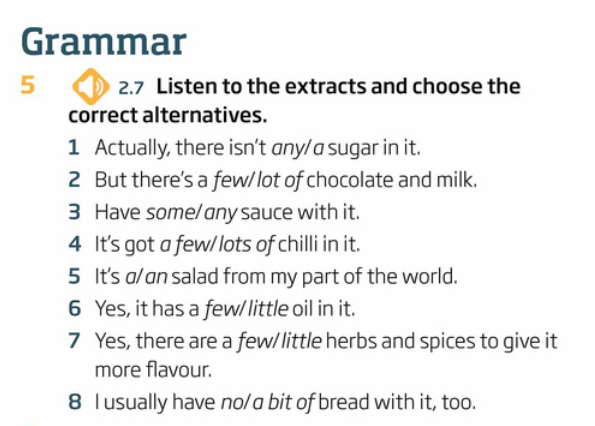 Grammar
5 2.7 Listen to the extracts and choose the
correct alternatives.
1 Actually, there isn't any/a sugar in it.
2 But there's a few/lot of chocolate and milk.
3 Have some/any sauce with it.
4 It's got a few/lots of chilli in it.
5 It's a/an salad from my part of the world.
6 Yes, it has a few/little oil in it.
7 Yes, there are a few/little herbs and spices to give it
more flavour.
8 I usually have no/a bit of bread with it, too.